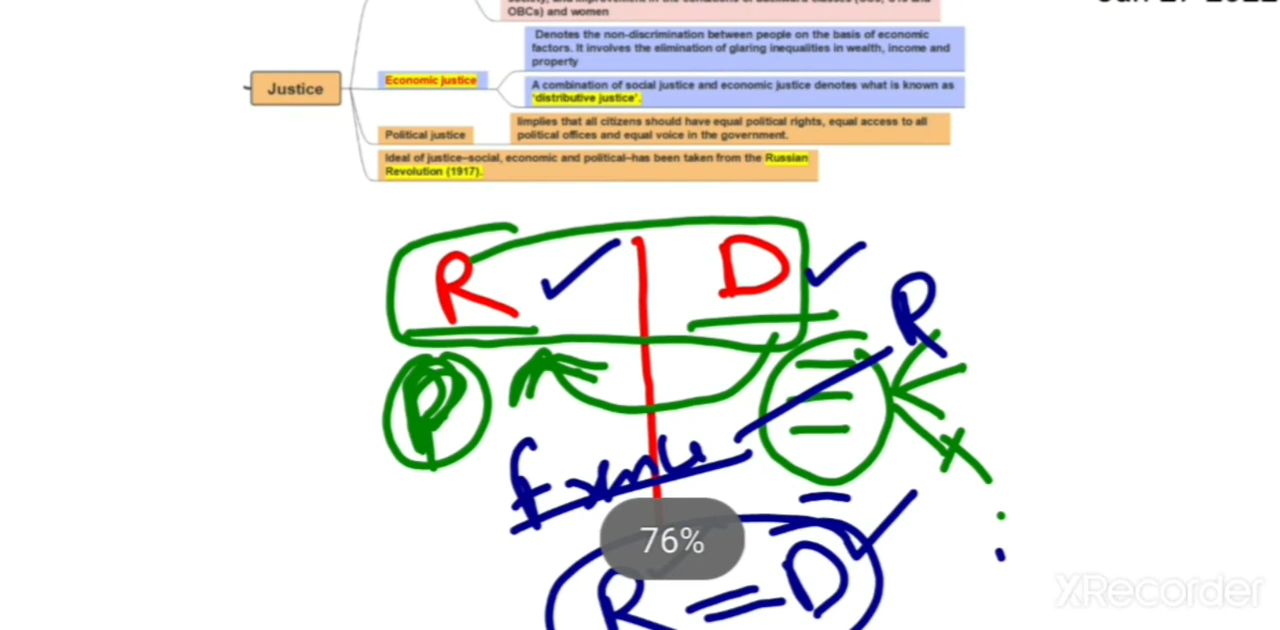 OBCs) and women
Denotes the non-discrimination between people on the basis of economic
factors. It involves the elimination of glaring inequalities in wealth, income and
property
Economic justice
A combination of social justice and economic justice denotes what is known as
'distributive justice'.
Justice
Iimplies that all citizens should have equal political rights, equal access to all
political offices and equal voice in the government.
Political justice
Ideal of justice–social, economic and political–has been taken from the Russian
Revolution (1917).
R D
R
P
76%
R = D
XRecorder